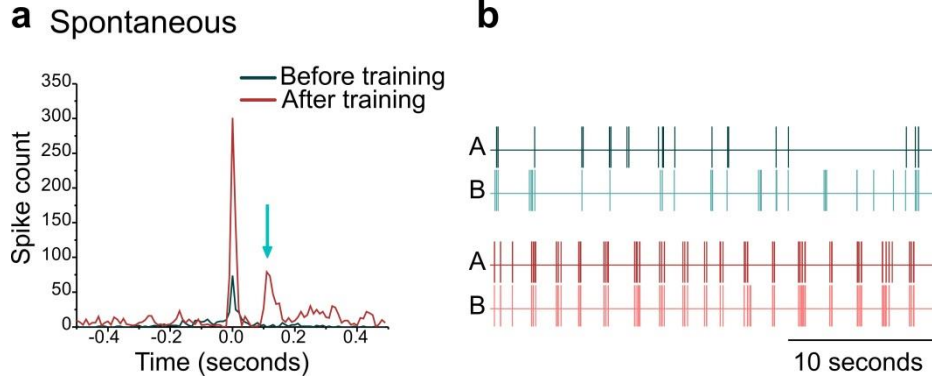 a Spontaneous
Before training
After training
Spike count
350
300
250
200
150
100
50
0
-0.4
-0.2
0.0
0.2
0.4
Time (seconds)
b
A
B
A
B
10 seconds